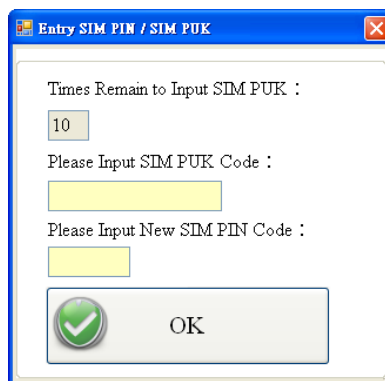 Entry SIM PIN / SIM PUK
Times Remain to Input SIM PUK：
10
Please Input SIM PUK Code：
Please Input New SIM PIN Code：
OK